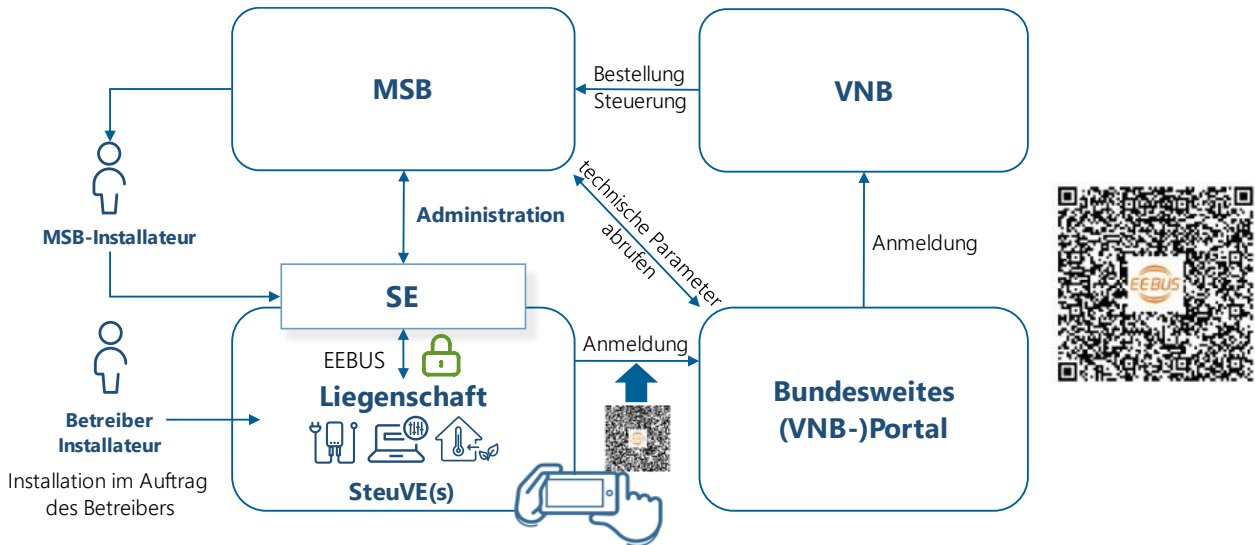 MSB
Bestellung
Steuerung
VNB
technische Parameter
abrufen
Administration
MSB-Installateur
Anmeldung
EEBUS
SE
EEBUS
Anmeldung
Liegenschaft
Bundesweites
(VNB-)Portal
Betreiber
Installateur
SteuVE(s)
Installation im Auftrag
des Betreibers